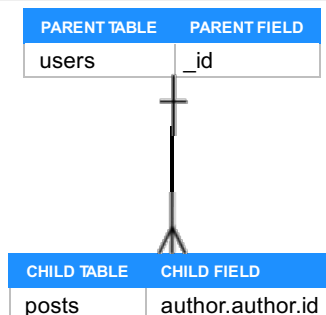 PARENT TABLE PARENT FIELD
users _id
CHILD TABLE CHILD FIELD
posts author.author.id